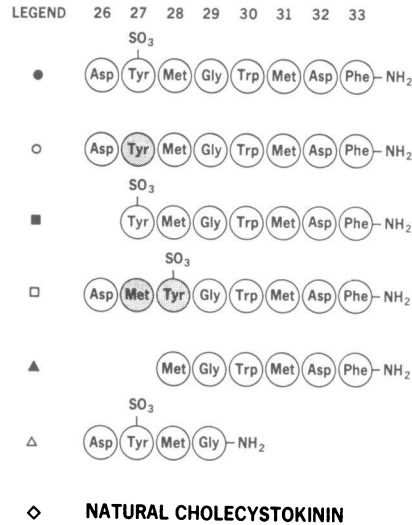 LEGEND 26 27 28 29 30 31 32 33
SO3
Asp Tyr Met Gly Trp Met Asp Phe NH2
Asp Tyr Met Gly Trp Met Asp Phe NH2
SO3
Tyr Met Gly Trp Met Asp Phe NH2
SO3
Asp Met Tyr Gly Trp Met Asp Phe NH2
Met Gly Trp Met Asp Phe NH2
SO3
Asp Tyr Met Gly NH2
NATURAL CHOLECYSTOKININ